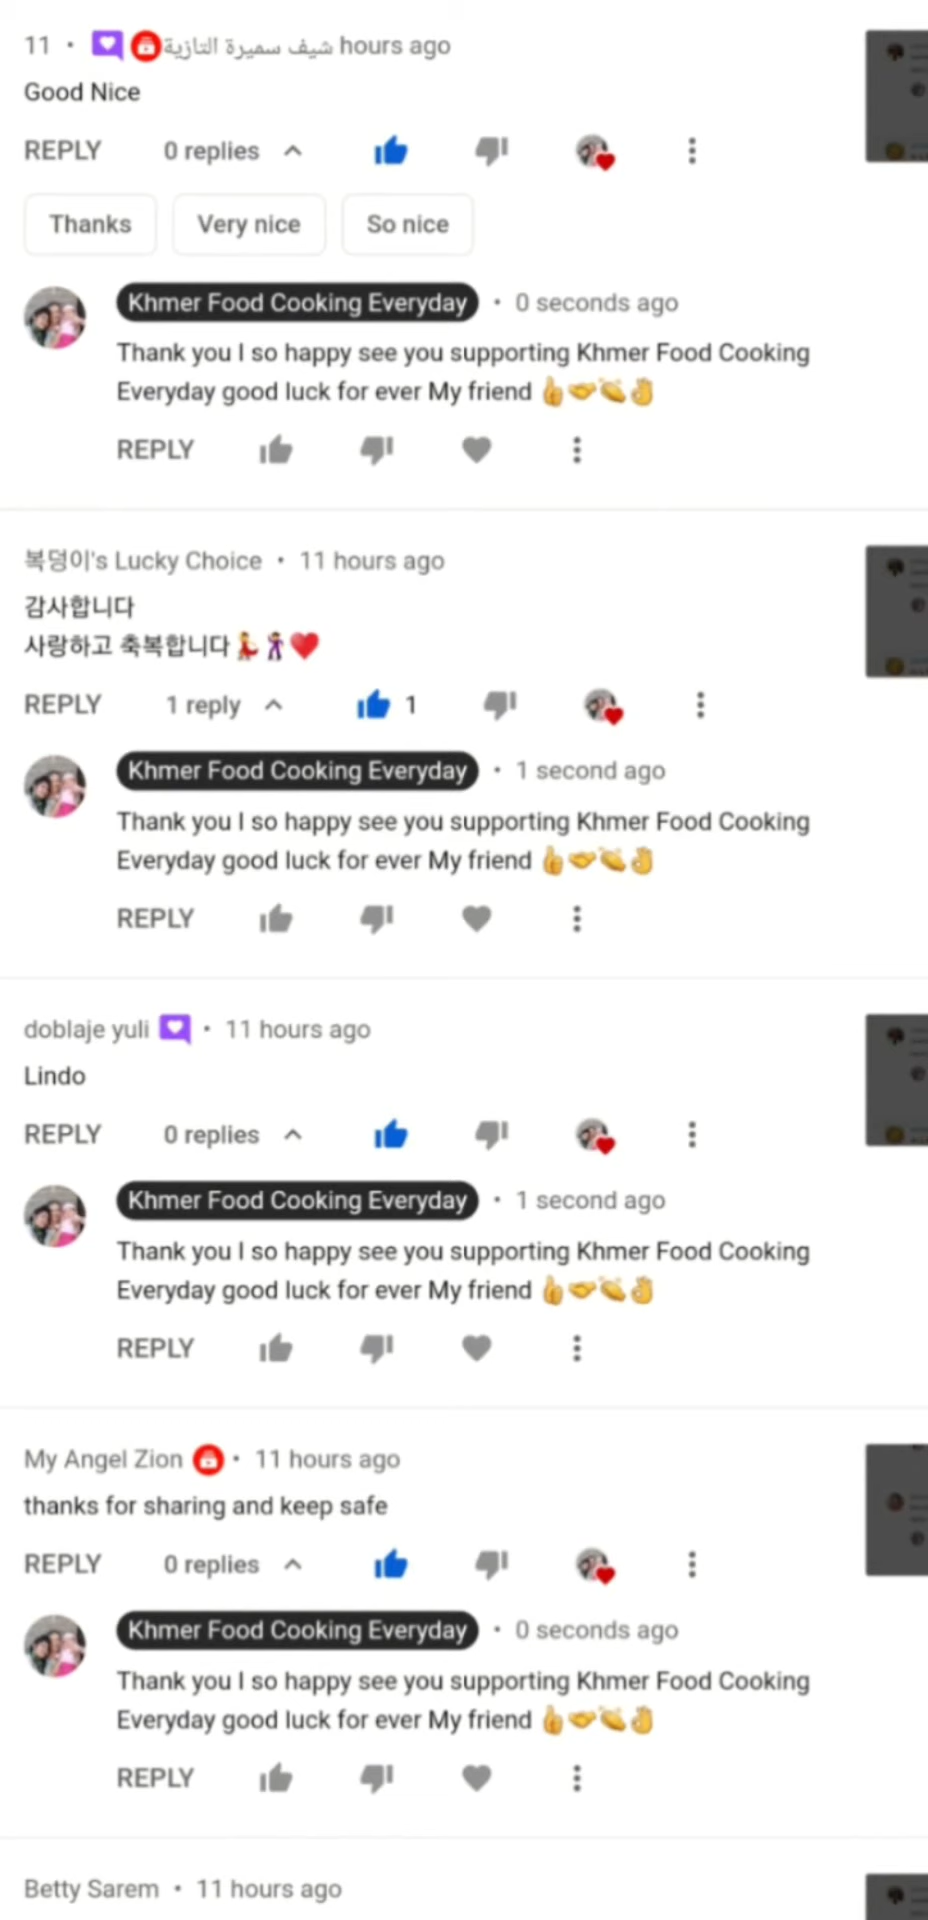 11 • شيف سميرة التازية hours ago
Good Nice
REPLY 0 replies
Thanks Very nice So nice
Khmer Food Cooking Everyday • 0 seconds ago
Thank you I so happy see you supporting Khmer Food Cooking
Everyday good luck for ever My friend 👍🤝👏👌
REPLY
복덩이's Lucky Choice • 11 hours ago
감사합니다
사랑하고 축복합니다💃🕺❤️
REPLY 1 reply 1
Khmer Food Cooking Everyday • 1 second ago
Thank you I so happy see you supporting Khmer Food Cooking
Everyday good luck for ever My friend 👍🤝👏👌
REPLY
doblaje yuli • 11 hours ago
Lindo
REPLY 0 replies
Khmer Food Cooking Everyday • 1 second ago
Thank you I so happy see you supporting Khmer Food Cooking
Everyday good luck for ever My friend 👍🤝👏👌
REPLY
My Angel Zion • 11 hours ago
thanks for sharing and keep safe
REPLY 0 replies
Khmer Food Cooking Everyday • 0 seconds ago
Thank you I so happy see you supporting Khmer Food Cooking
Everyday good luck for ever My friend 👍🤝👏👌
REPLY
Betty Sarem • 11 hours ago